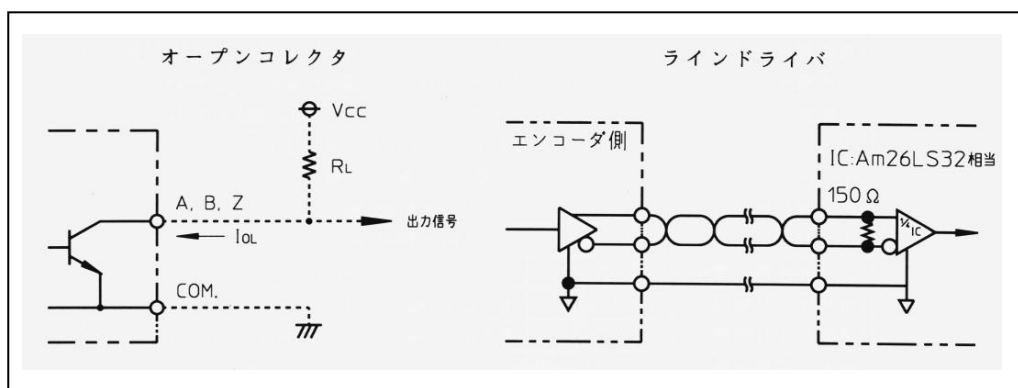 オープンコレクタ
Vcc
RL
A, B, Z
IOL
出力信号
COM.
ラインドライバ
エンコーダ側
IC:Am26LS32相当
150Ω
¼
IC